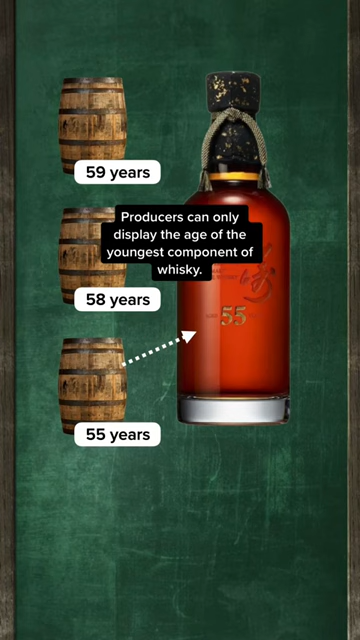 59 years
Producers can only
display the age of the
youngest component of
whisky.
58 years
55
55 years